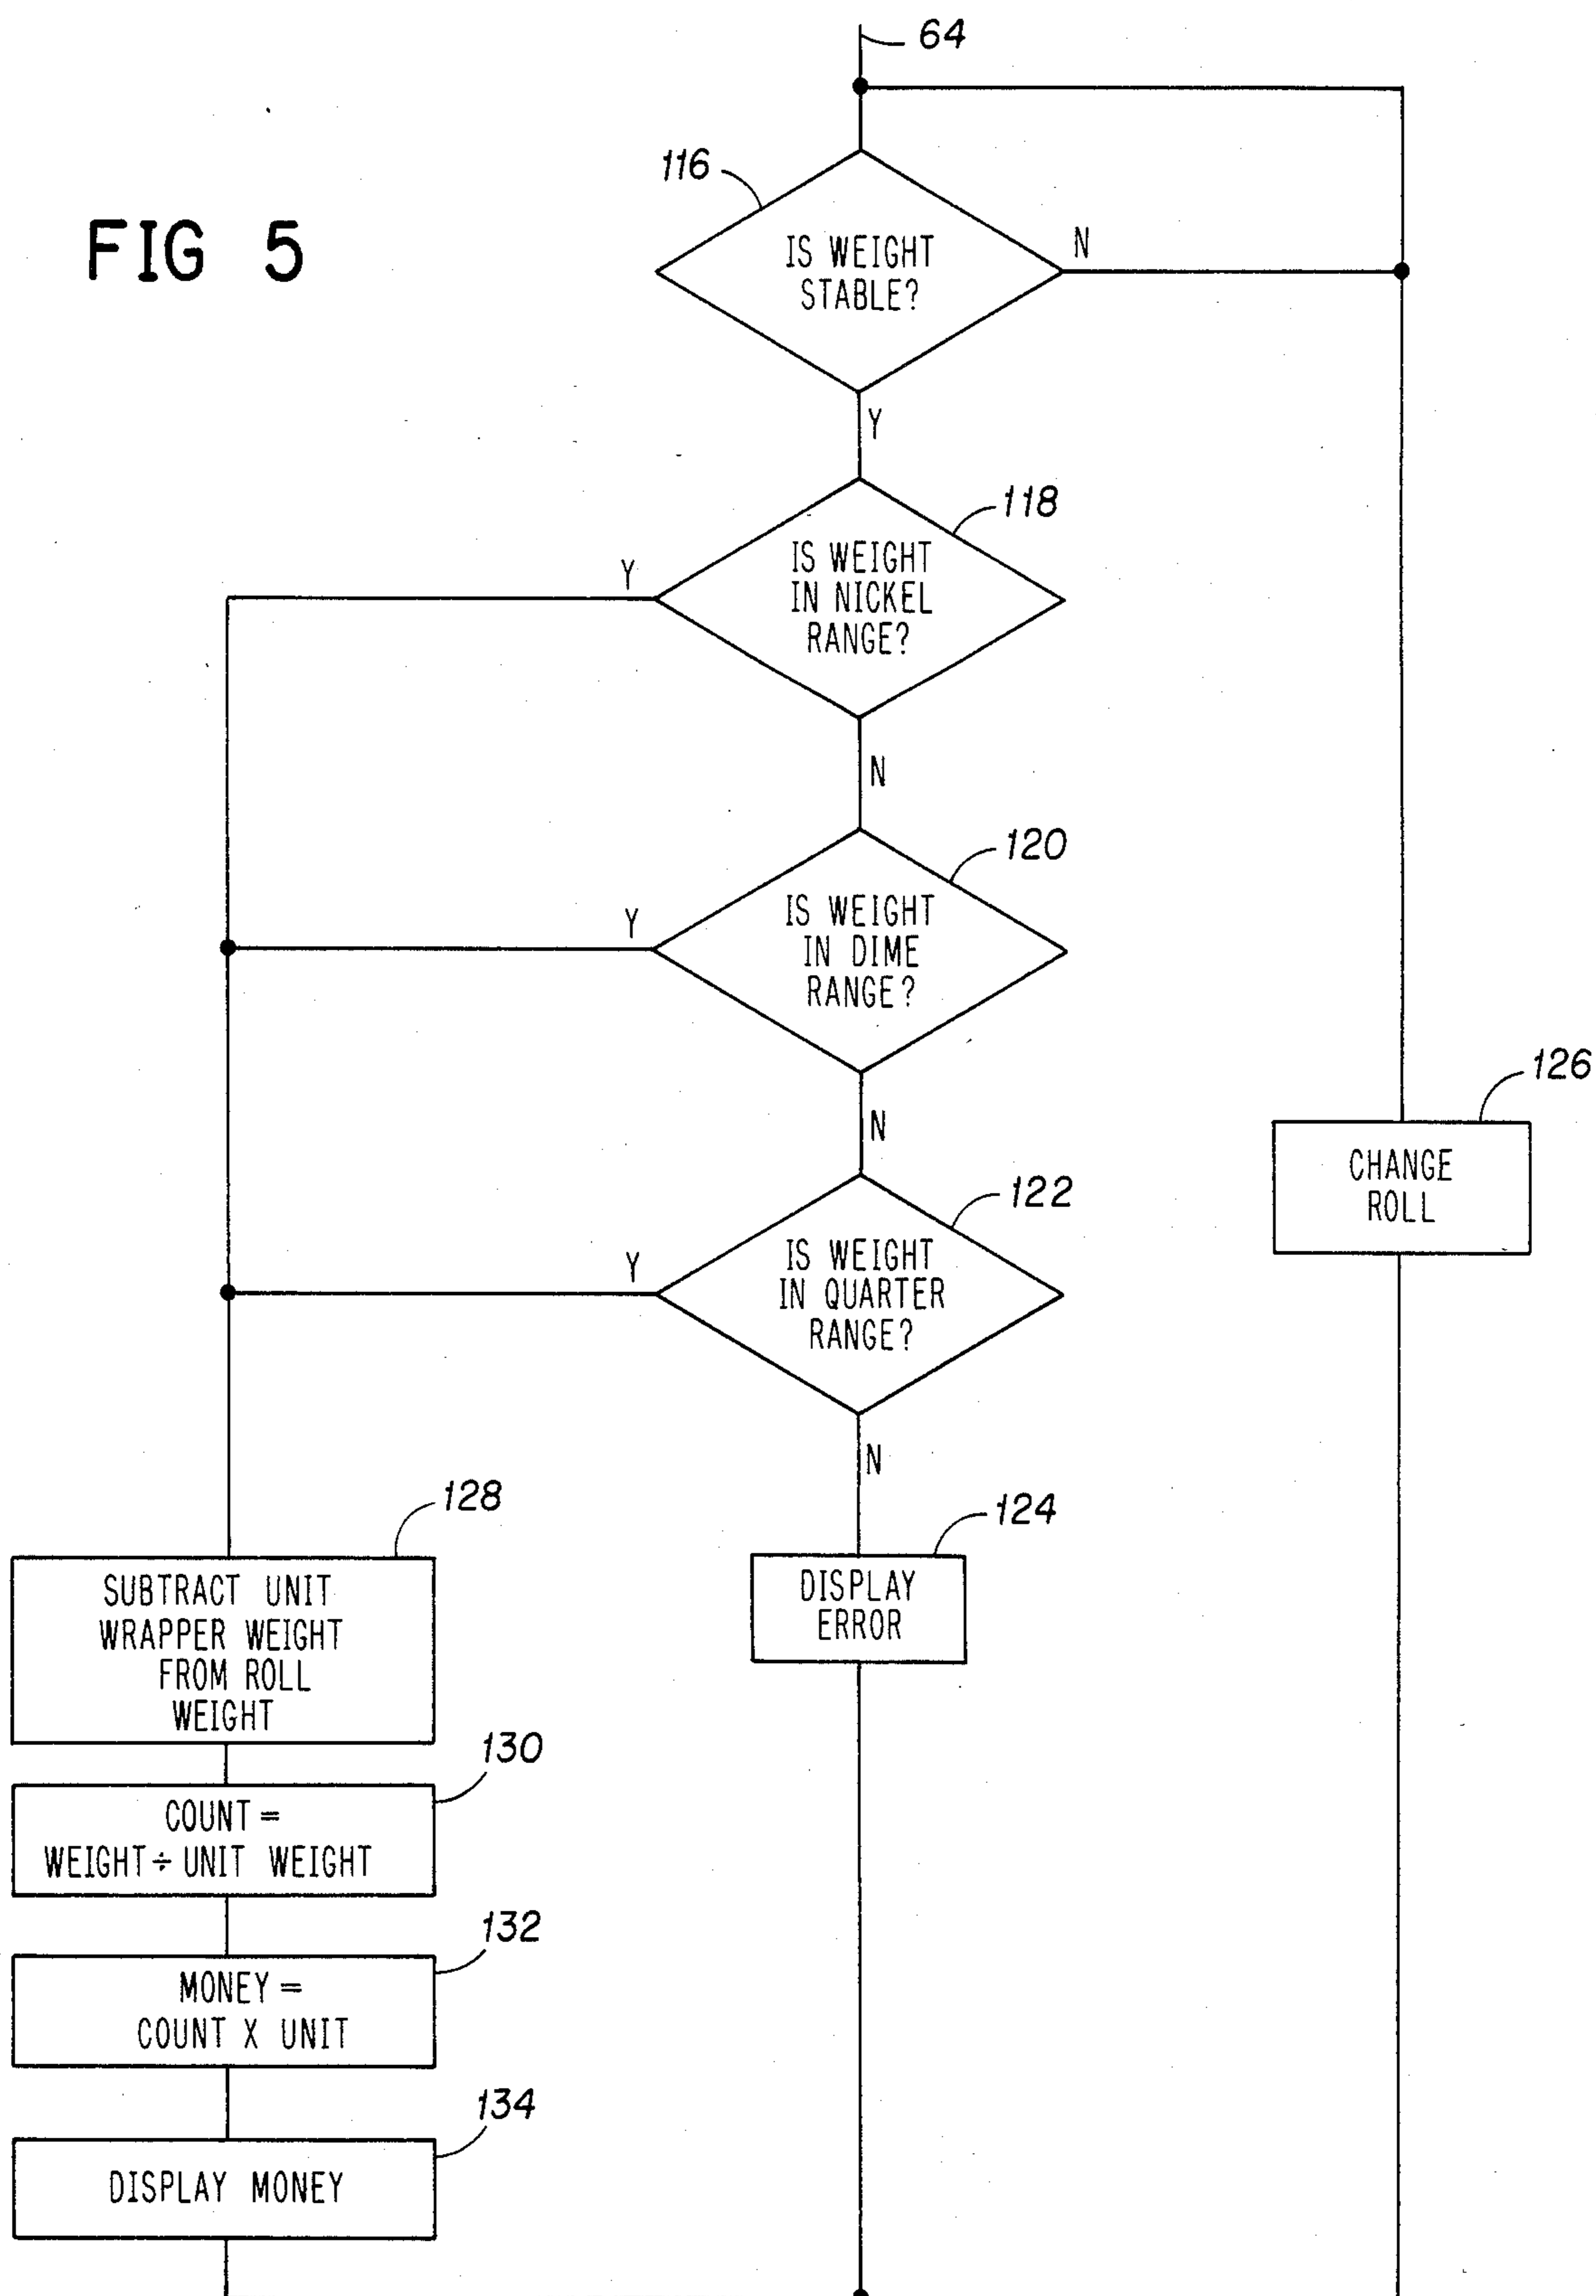 64
116
FIG 5
IS WEIGHT
STABLE?
N
Y
118
IS WEIGHT
IN NICKEL
RANGE?
Y
N
120
IS WEIGHT
IN DIME
RANGE?
Y
N
126
CHANGE
ROLL
122
IS WEIGHT
IN QUARTER
RANGE?
Y
N
128
SUBTRACT UNIT
WRAPPER WEIGHT
FROM ROLL
WEIGHT
124
DISPLAY
ERROR
130
COUNT =
WEIGHT ÷ UNIT WEIGHT
132
MONEY =
COUNT X UNIT
134
DISPLAY MONEY